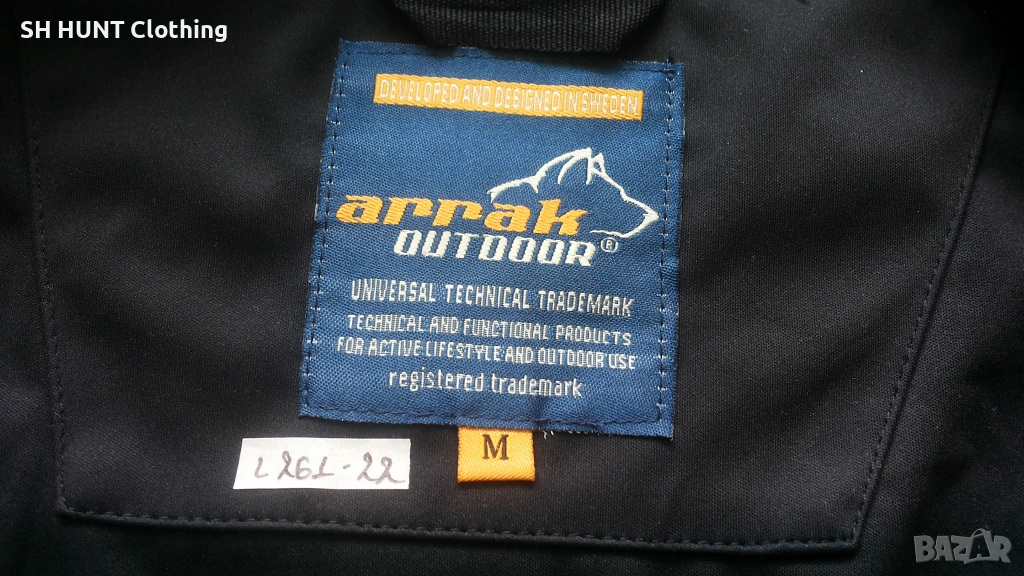 SH HUNT Clothing
DEVELOPED AND DESIGNED IN SWEDEN
arrak
OUTDOOR®
UNIVERSAL TECHNICAL TRADEMARK
TECHNICAL AND FUNCTIONAL PRODUCTS
FOR ACTIVE LIFESTYLE AND OUTDOOR USE
registered trademark
M
L261-22
BAZAR